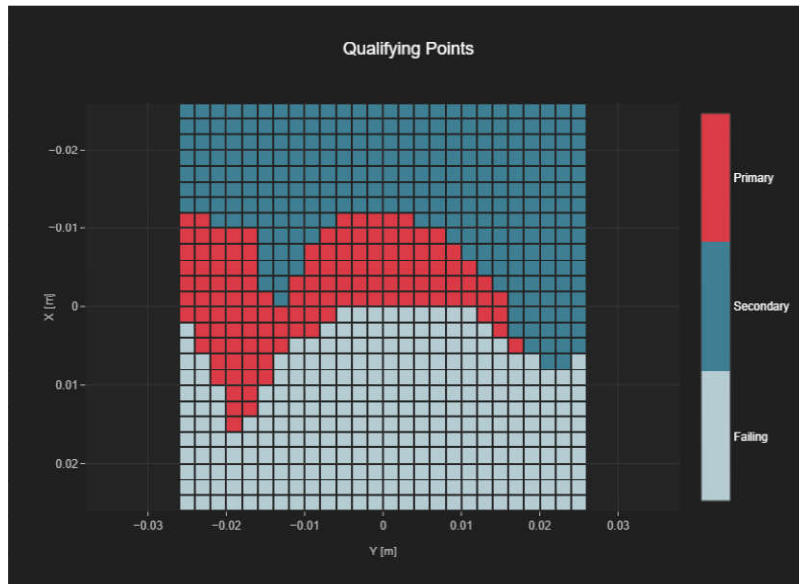 Qualifying Points
−0.02
−0.01
0
0.01
0.02
X [m]
−0.03
−0.02
−0.01
0
0.01
0.02
0.03
Y [m]
Primary
Secondary
Failing